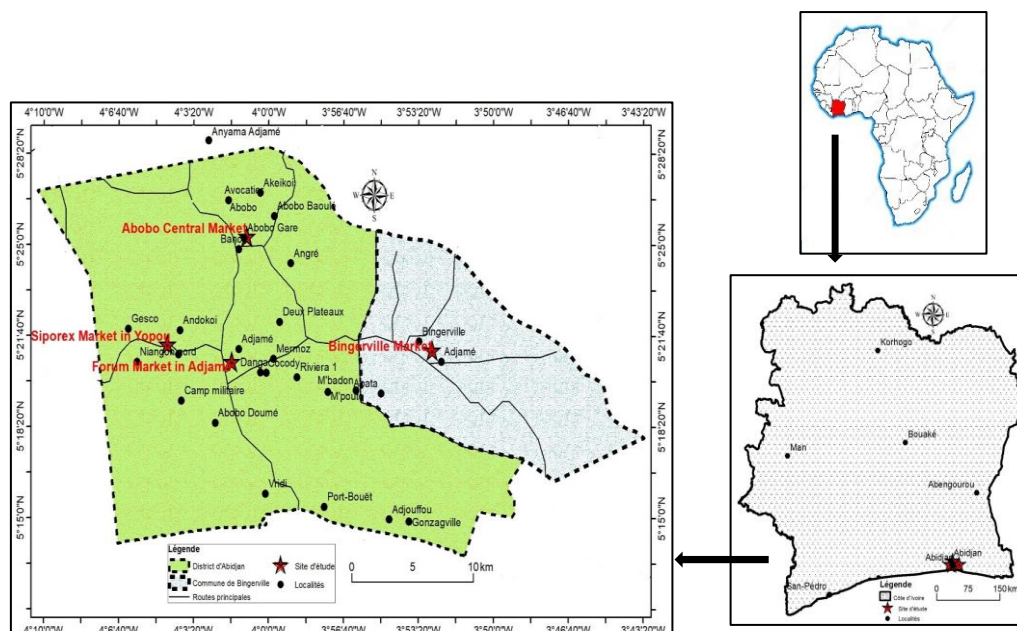 4°10'0"W 4°6'40"W 4°3'20"W 4°0'0"W 3°56'40"W 3°53'20"W 3°50'0"W 3°46'40"W 3°43'20"W
Anyama Adjamé
5°28'20"N 5°28'20"N
Akeikoi
Avocatier
Abobo
Abobo Baoulé
N
W E
S
Abobo Central Market
Abobo Gare
5°25'0"N 5°25'0"N
Angré
Gesco
Andokoi
Deux Plateaux
5°21'40"N 5°21'40"N
Siporex Market in Yopou
Adjamé
Bingerville
Bingerville Market
Adjamé
Mermoz
Forum Market in Adjamé
Danga
Cocody
Riviera 1
M'badon
M'pouto
Camp militaire
Abobo Doumé
5°18'20"N 5°18'20"N
Vridi
Port-Bouët
5°15'0"N 5°15'0"N
Adjouffou
Gonzagville
Légende
District d'Abidjan
Site d'étude
Commune de Bingerville
Localités
Routes principales
0 5 10 km
4°10'0"W 4°6'40"W 4°3'20"W 4°0'0"W 3°56'40"W 3°53'20"W 3°50'0"W 3°46'40"W 3°43'20"W
N
W E
S
Korhogo
Bouaké
Man
Abengourou
Abidjan Abidjan
San-Pédro
Légende
Côte d'Ivoire
Site d'étude
Localités
0 75 150 km